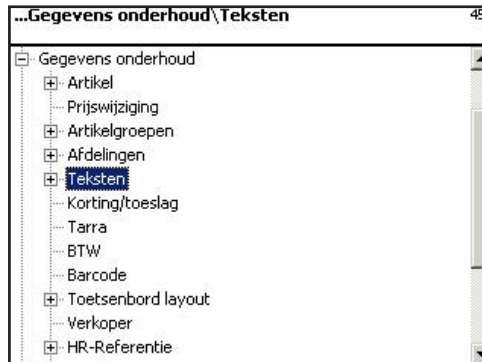 ...Gegevens onderhoud\Teksten 45
Gegevens onderhoud
Artikel
Prijswijziging
Artikelgroepen
Afdelingen
Teksten
Korting/toeslag
Tarra
BTW
Barcode
Toetsenbord layout
Verkoper
HR-Referentie